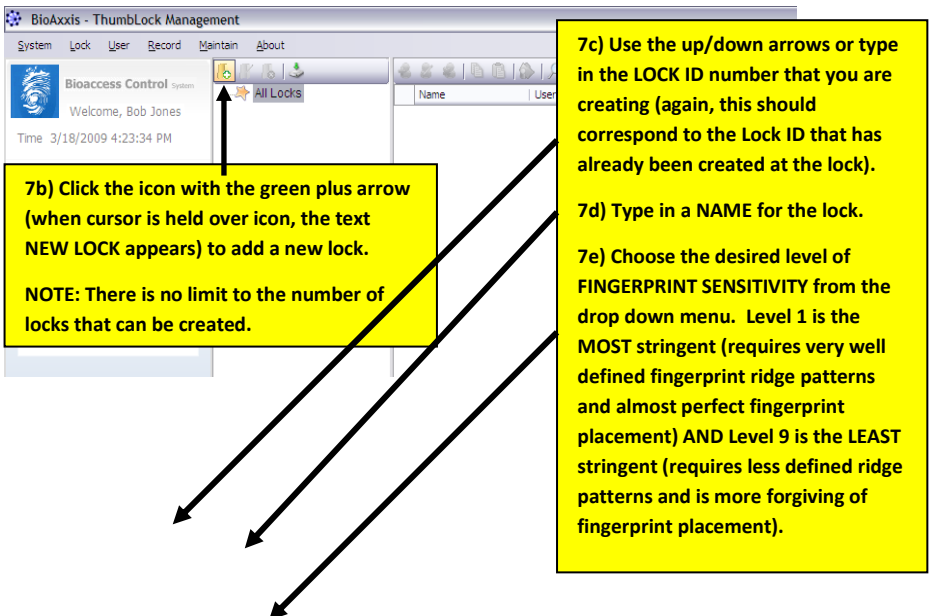 BioAxxis - ThumbLock Management
System Lock User Record Maintain About
Bioaccess Control System
Welcome, Bob Jones
Time 3/18/2009 4:23:34 PM
All Locks
Name User
7b) Click the icon with the green plus arrow
(when cursor is held over icon, the text
NEW LOCK appears) to add a new lock.
NOTE: There is no limit to the number of
locks that can be created.
7c) Use the up/down arrows or type
in the LOCK ID number that you are
creating (again, this should
correspond to the Lock ID that has
already been created at the lock).
7d) Type in a NAME for the lock.
7e) Choose the desired level of
FINGERPRINT SENSITIVITY from the
drop down menu. Level 1 is the
MOST stringent (requires very well
defined fingerprint ridge patterns
and almost perfect fingerprint
placement) AND Level 9 is the LEAST
stringent (requires less defined ridge
patterns and is more forgiving of
fingerprint placement).